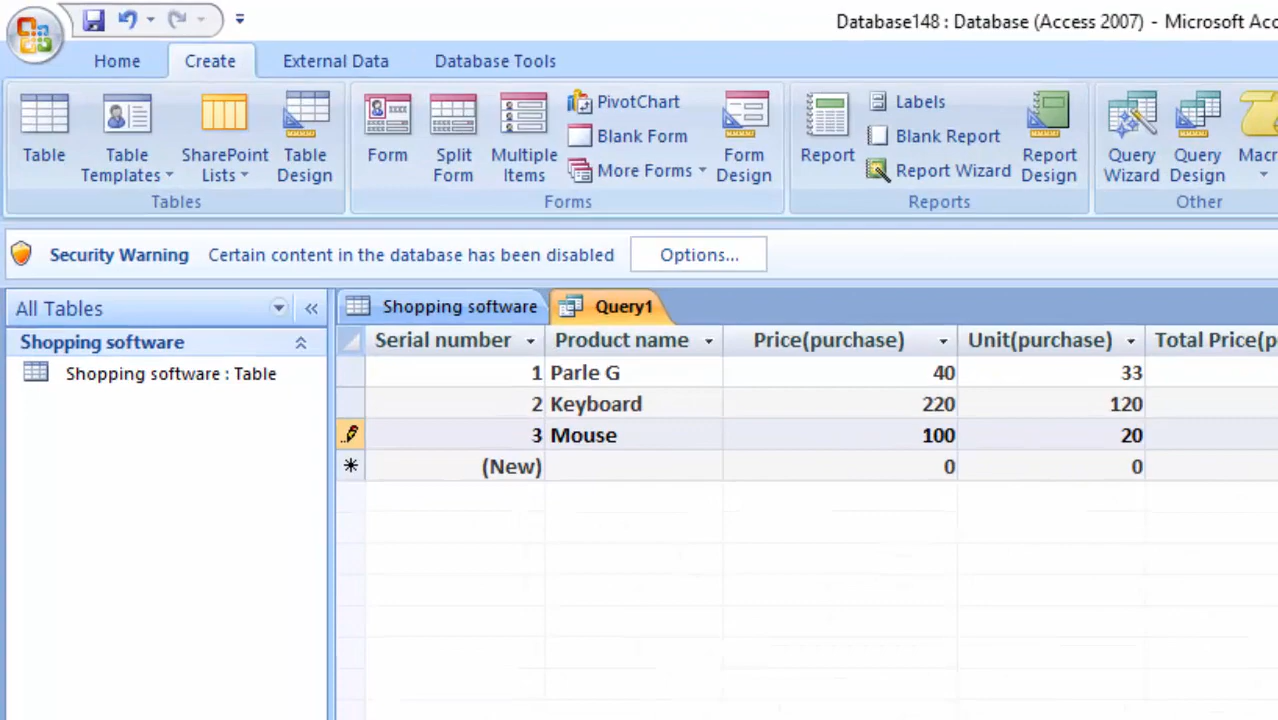 Database148 : Database (Access 2007) - Microsoft Acc
Home Create External Data Database Tools
Table Table Templates SharePoint Lists Table Design
Tables
Form Split Form Multiple Items PivotChart Blank Form More Forms Form Design
Forms
Report Labels Blank Report Report Wizard Report Design
Reports
Query Wizard Query Design Macr
Other
Security Warning Certain content in the database has been disabled Options...
All Tables «
Shopping software
Shopping software : Table
Shopping software Query1
Serial number Product name Price(purchase) Unit(purchase) Total Price(p
1 Parle G 40 33
2 Keyboard 220 120
3 Mouse 100 20
(New) 0 0